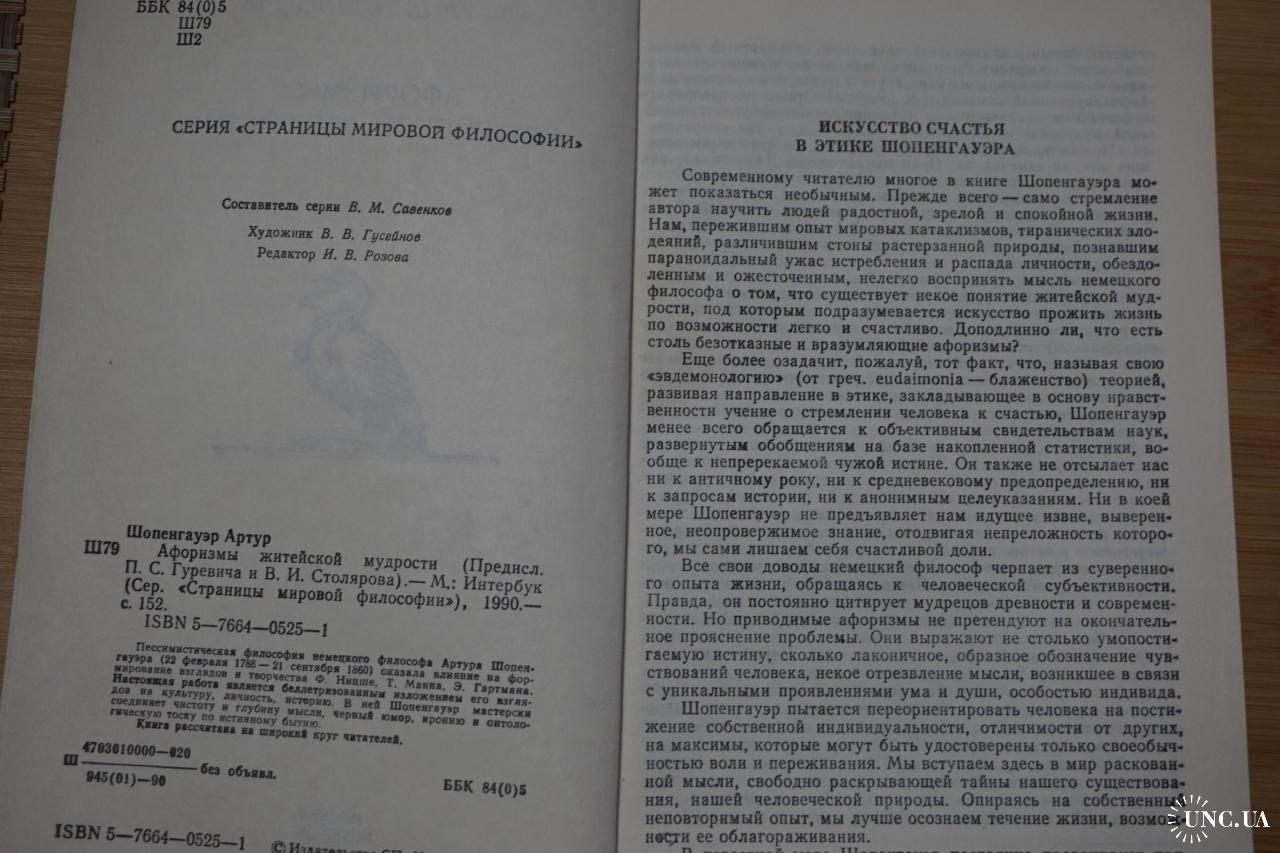 ББК 84(0)5
Ш79
Ш2
СЕРИЯ «СТРАНИЦЫ МИРОВОЙ ФИЛОСОФИИ»
Составитель серии В. М. Савенков
Художник В. В. Гусейнов
Редактор И. В. Розова
Шопенгауэр Артур
Ш79 Афоризмы житейской мудрости (Предисл.
П. С. Гуревича и В. И. Столярова).— М.: Интербук
(Сер. «Страницы мировой философии»), 1990.—
с. 152.
ISBN 5—7664—0525—1
Пессимистическая философия немецкого философа Артура Шопен-
гауэра (22 февраля 1788 — 21 сентября 1860) оказала влияние на фор-
мирование взглядов и творчества Ф. Ницше, Т. Манна, Э. Гартмана.
Настоящая работа является беллетризованным изложением его взгля-
дов на культуру, личность, историю. В ней Шопенгауэр мастерски
соединяет чистоту и глубину мысли, черный юмор, иронию и онтоло-
гическую тоску по истинному бытию.
Книга рассчитана на широкий круг читателей.
Ш 4703010000—020
945(01)—90 без объявл.
ББК 84(0)5
ISBN 5—7664—0525—1
ИСКУССТВО СЧАСТЬЯ
В ЭТИКЕ ШОПЕНГАУЭРА
Современному читателю многое в книге Шопенгауэра мо-
жет показаться необычным. Прежде всего — само стремление
автора научить людей радостной, зрелой и спокойной жизни.
Нам, пережившим опыт мировых катаклизмов, тиранических зло-
деяний, различившим стоны растерзанной природы, познавшим
параноидальный ужас истребления и распада личности, обездо-
ленным и ожесточенным, нелегко воспринять мысль немецкого
философа о том, что существует некое понятие житейской муд-
рости, под которым подразумевается искусство прожить жизнь
по возможности легко и счастливо. Доподлинно ли, что есть
столь безотказные и вразумляющие афоризмы?
Еще более озадачит, пожалуй, тот факт, что, называя свою
«эвдемонологию» (от греч. eudaimonia — блаженство) теорией,
развивая направление в этике, закладывающее в основу нравст-
венности учение о стремлении человека к счастью, Шопенгауэр
менее всего обращается к объективным свидетельствам наук,
развернутым обобщениям на базе накопленной статистики, во-
обще к непререкаемой чужой истине. Он также не отсылает нас
ни к античному року, ни к средневековому предопределению, ни
к запросам истории, ни к анонимным целеуказаниям. Ни в коей
мере Шопенгауэр не предъявляет нам идущее извне, выверен-
ное, неопровержимое знание, отодвигая непреложность которо-
го, мы сами лишаем себя счастливой доли.
Все свои доводы немецкий философ черпает из суверенно-
го опыта жизни, обращаясь к человеческой субъективности.
Правда, он постоянно цитирует мудрецов древности и современ-
ности. Но приводимые афоризмы не претендуют на окончатель-
ное прояснение проблемы. Они выражают не столько умопости-
гаемую истину, сколько лаконичное, образное обозначение чув-
ствований человека, некое отрезвление мысли, возникшее в связи
с уникальными проявлениями ума и души, особостью индивида.
Шопенгауэр пытается переориентировать человека на пости-
жение собственной индивидуальности, отличимости от других,
на максимы, которые могут быть удостоверены только своеобыч-
ностью воли и переживания. Мы вступаем здесь в мир раскован-
ной мысли, свободно раскрывающей тайны нашего существова-
ния, нашей человеческой природы. Опираясь на собственный
неповторимый опыт, мы лучше осознаем течение жизни, возмож-
ности ее облагораживания.
UNC.UA